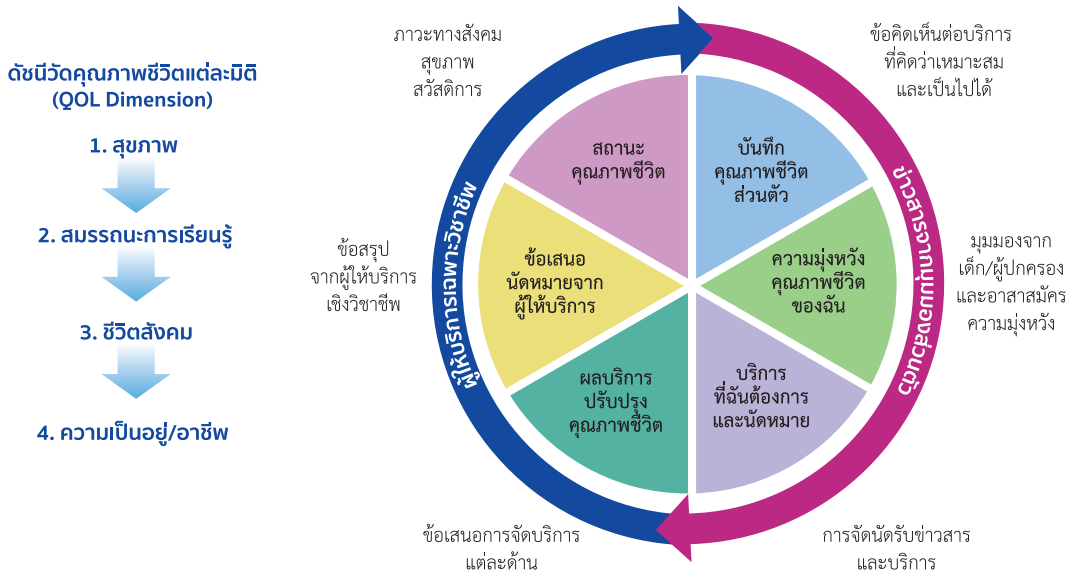 ดัชนีวัดคุณภาพชีวิตแต่ละมิติ
(QOL Dimension)
1. สุขภาพ
2. สมรรถนะการเรียนรู้
3. ชีวิตสังคม
4. ความเป็นอยู่/อาชีพ
ภาวะทางสังคม
สุขภาพ
สวัสดิการ
ข้อคิดเห็นต่อบริการ
ที่คิดว่าเหมาะสม
และเป็นไปได้
สถานะ
คุณภาพชีวิต
บันทึก
คุณภาพชีวิต
ส่วนตัว
ผู้ให้บริการเฉพาะวิชาชีพ
ข่าวสารจากมุมมองส่วนตัว
ข้อสรุป
จากผู้ให้บริการ
เชิงวิชาชีพ
ข้อเสนอ
นัดหมายจาก
ผู้ให้บริการ
ความมุ่งหวัง
คุณภาพชีวิต
ของฉัน
มุมมองจาก
เด็ก/ผู้ปกครอง
และอาสาสมัคร
ความมุ่งหวัง
ผลบริการ
ปรับปรุง
คุณภาพชีวิต
บริการ
ที่ฉันต้องการ
และนัดหมาย
ข้อเสนอการจัดบริการ
แต่ละด้าน
การจัดนัดรับข่าวสาร
และบริการ